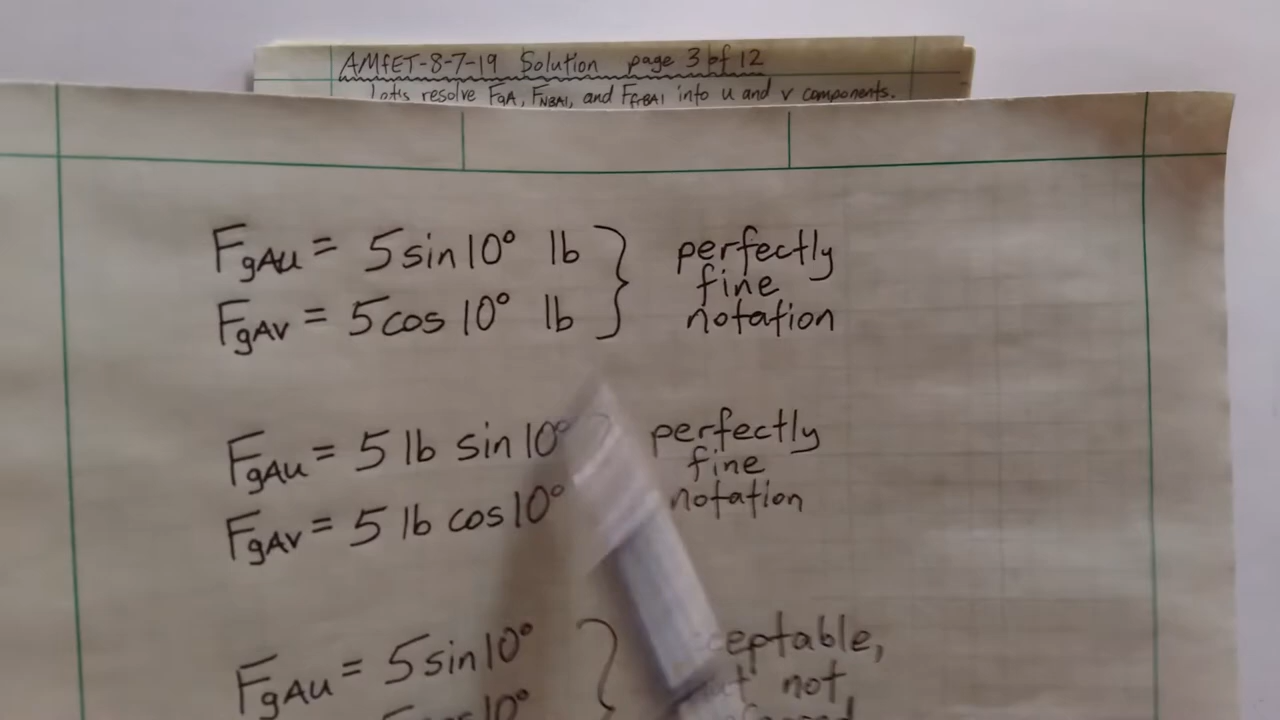 AMfET-8-7-19 Solution page 3 of 12
Let's resolve FgA, FNBA1, and FfrBA1 into u and v components.
FgAu = 5 sin 10° lb } perfectly
fine
FgAv = 5 cos 10° lb notation
FgAu = 5 lb sin 10° perfectly
fine
FgAv = 5 lb cos 10° notation
FgAu = 5 sin 10° }
not,
10°